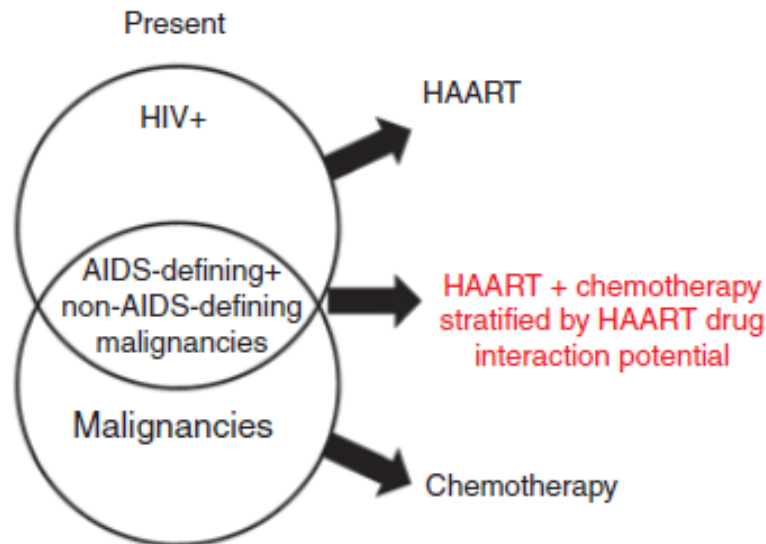 Present
HIV+
HAART
AIDS-defining+
non-AIDS-defining
malignancies
HAART + chemotherapy
stratified by HAART drug
interaction potential
Malignancies
Chemotherapy